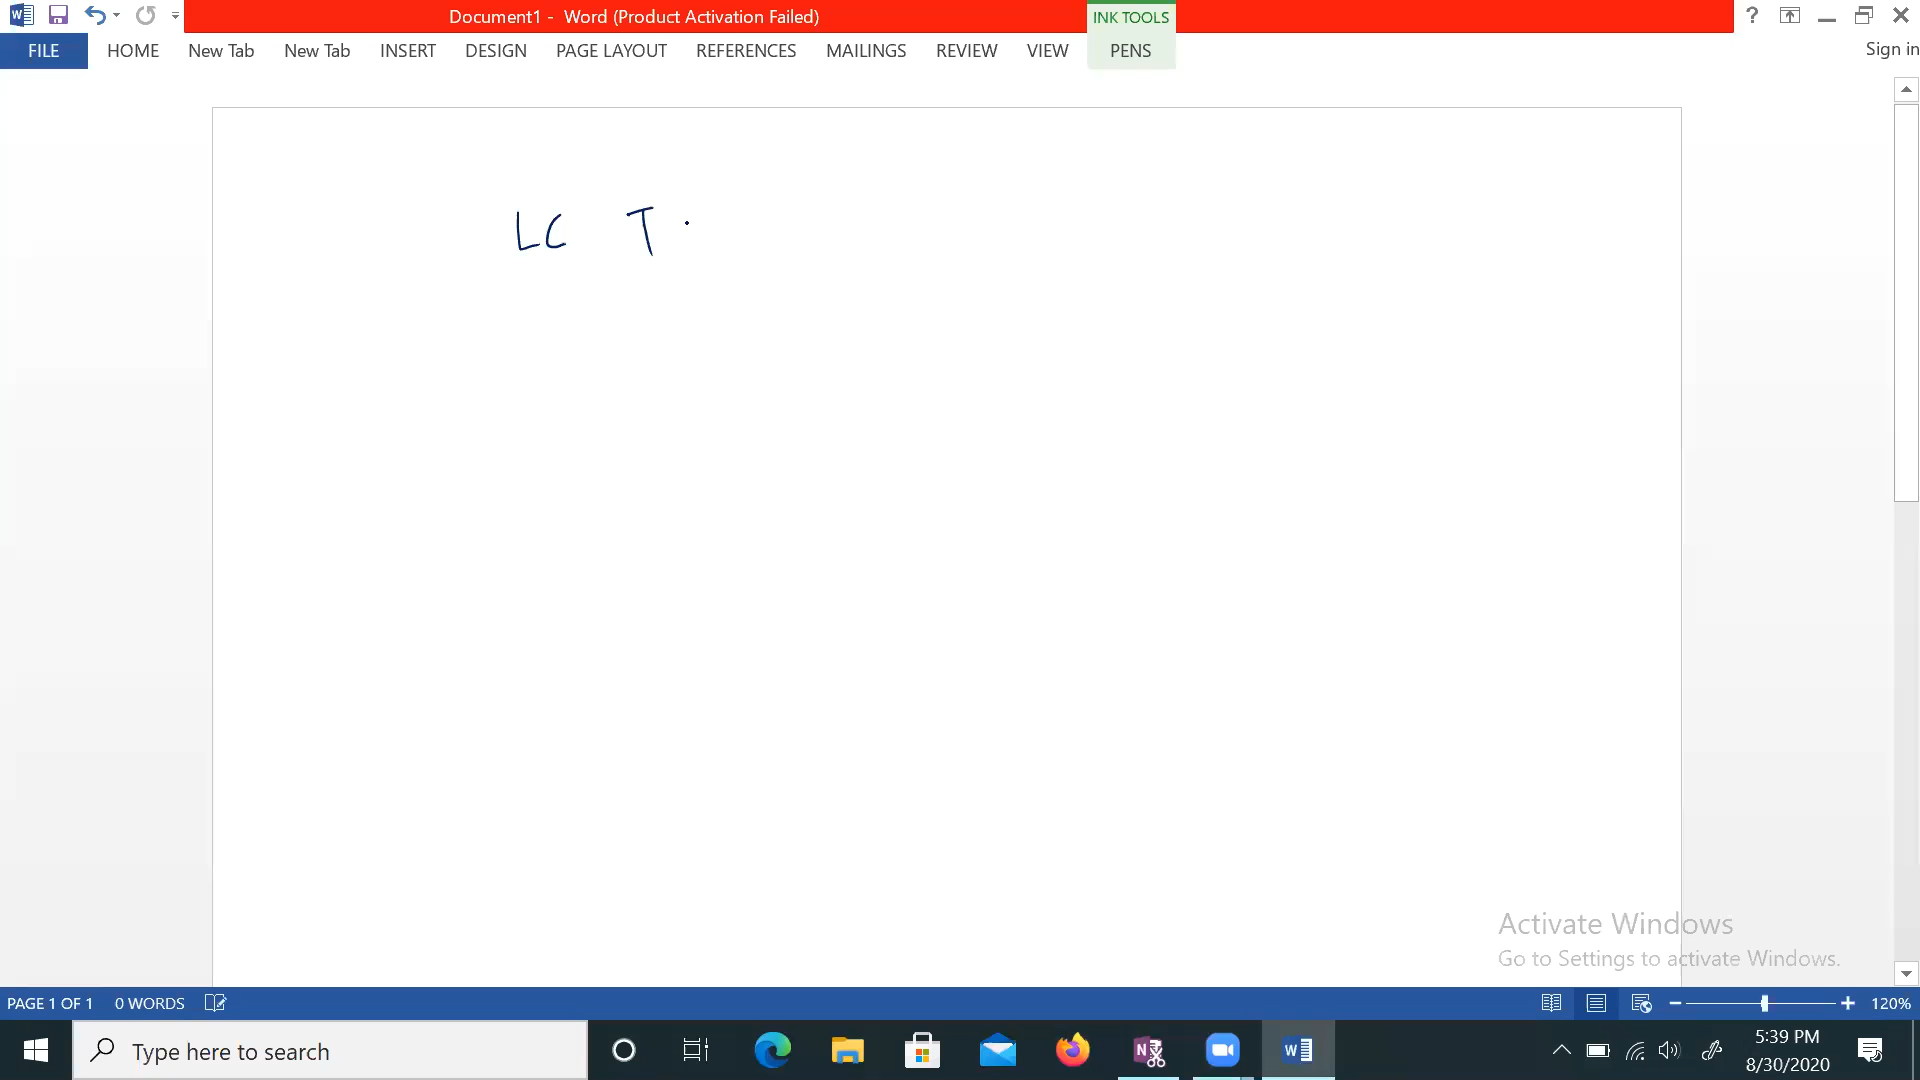 Document1 - Word (Product Activation Failed)
INK TOOLS
?
FILE HOME New Tab New Tab INSERT DESIGN PAGE LAYOUT REFERENCES MAILINGS REVIEW VIEW PENS
Sign in
LC T
Activate Windows
Go to Settings to activate Windows.
PAGE 1 OF 1 0 WORDS
120%
Type here to search
5:39 PM
8/30/2020